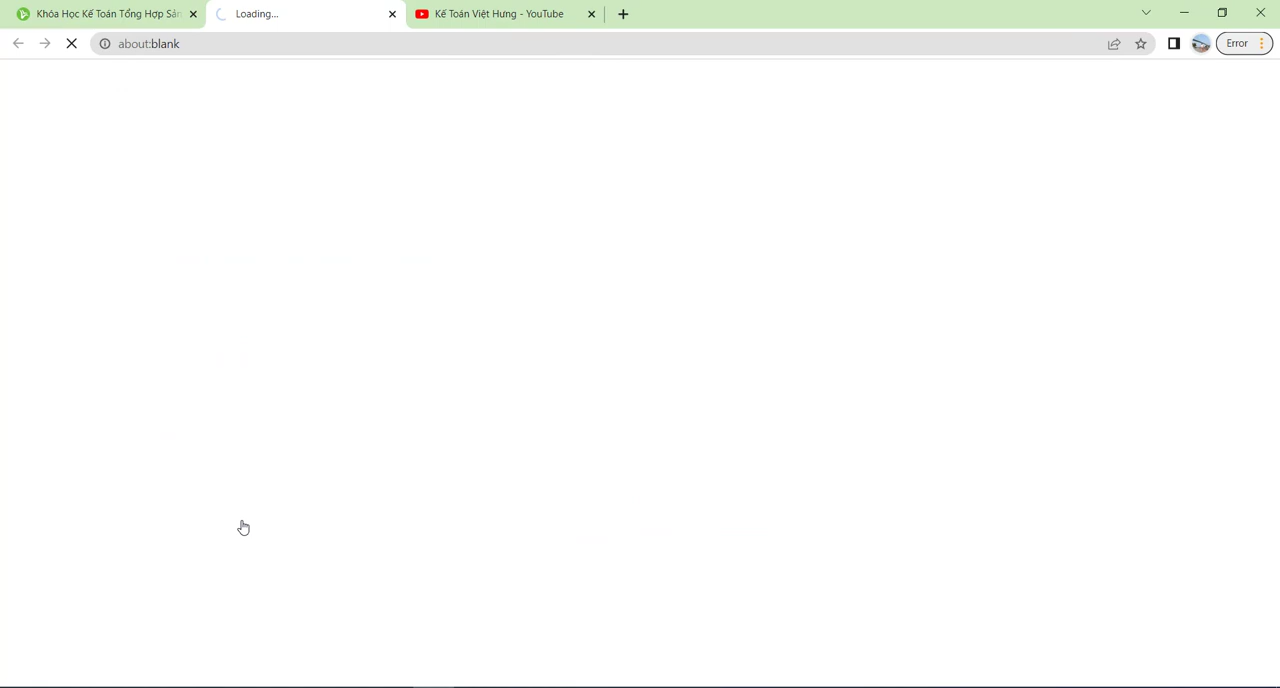 Khóa Học Kế Toán Tổng Hợp Sản
Loading...
Kế Toán Việt Hưng - YouTube
about:blank
Error